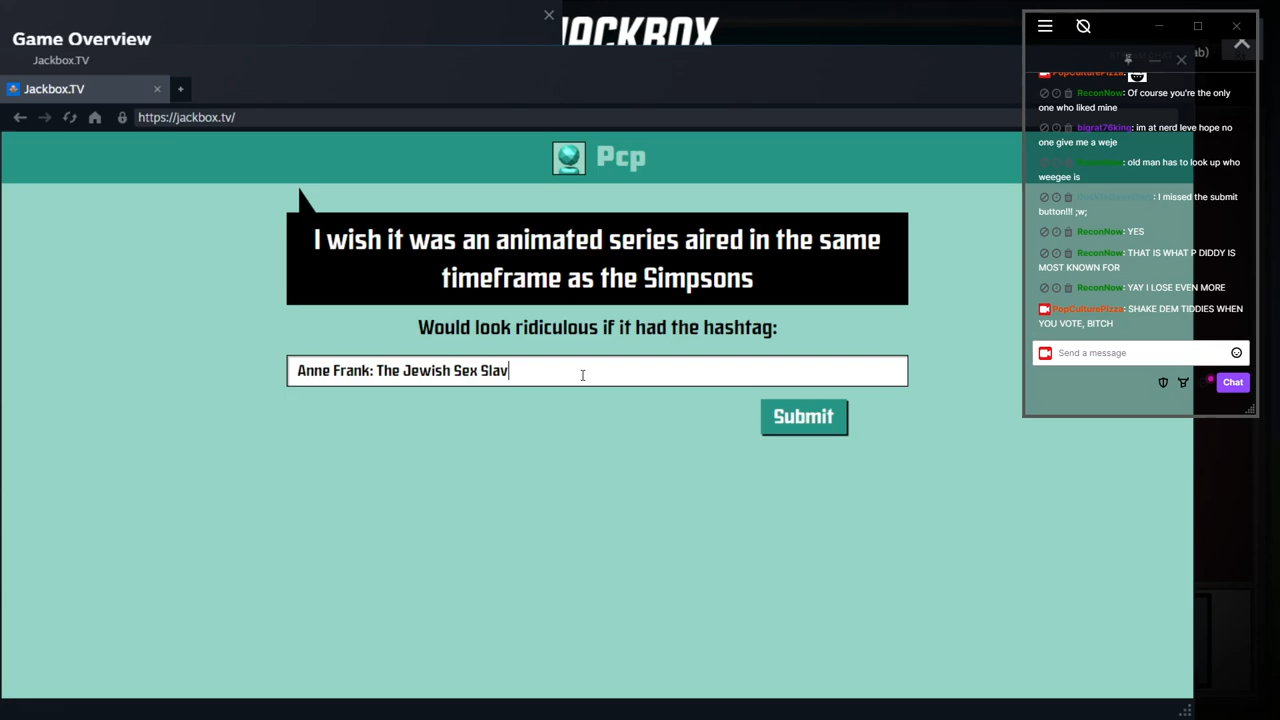 JACKBOX
Game Overview
Jackbox.TV
Jackbox.TV
https://jackbox.tv/
Pcp
I wish it was an animated series aired in the same
timeframe as the Simpsons
Would look ridiculous if it had the hashtag:
Anne Frank: The Jewish Sex Slav
Submit
PopCulturePizza:
ReconNow: Of course you're the only
one who liked mine
bigrat76king: im at nerd leve hope no
one give me a weje
: old man has to look up who
weegee is
: I missed the submit
button!!! ;w;
ReconNow: YES
ReconNow: THAT IS WHAT P DIDDY IS
MOST KNOWN FOR
ReconNow: YAY I LOSE EVEN MORE
PopCulturePizza: SHAKE DEM TIDDIES WHEN
YOU VOTE, BITCH
Send a message
Chat